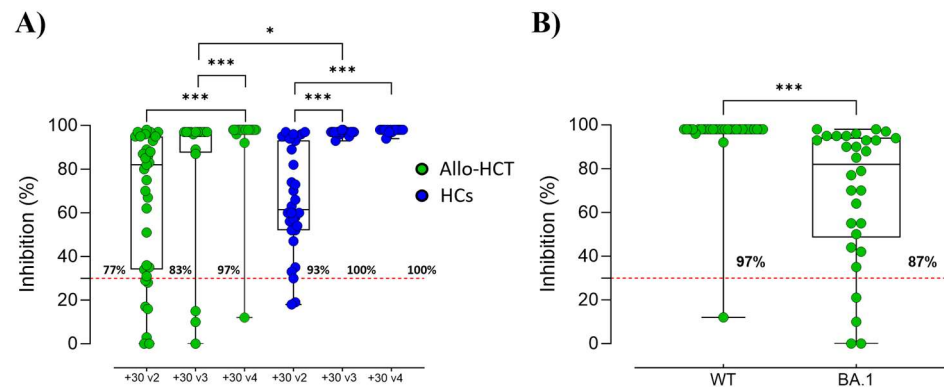 A)
*
***
***
***
***
100
80
60
40
20
0
Inhibition (%)
77%
83%
97%
93%
100%
100%
Allo-HCT
HCs
+30 v2
+30 v3
+30 v4
+30 v2
+30 v3
+30 v4
B)
***
100
80
60
40
20
0
Inhibition (%)
97%
87%
WT
BA.1